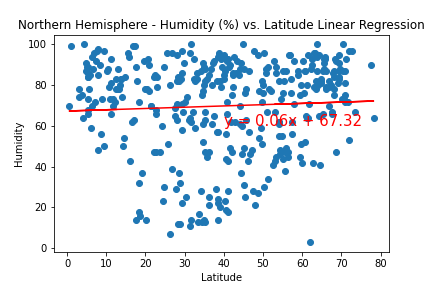 Northern Hemisphere - Humidity (%) vs. Latitude Linear Regression
100
80
60
40
20
0
Humidity
y = 0.06x + 67.32
0 10 20 30 40 50 60 70 80
Latitude